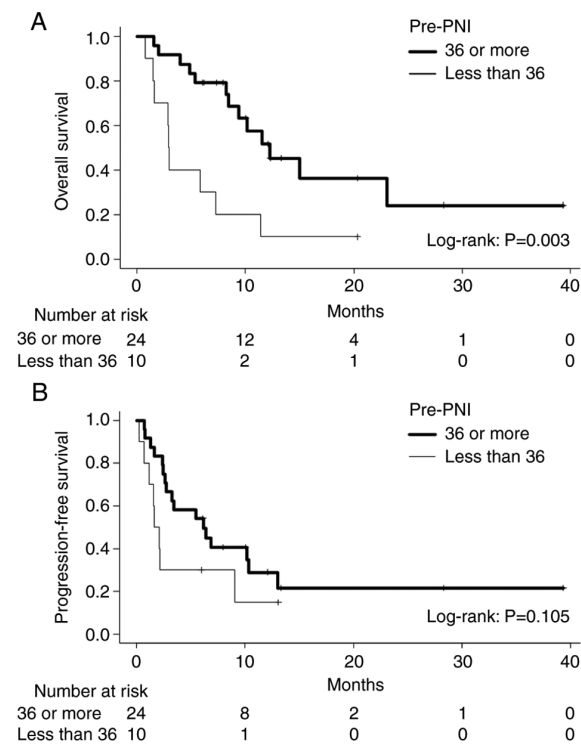 A
Pre-PNI
36 or more
Less than 36
1.0
0.8
0.6
0.4
0.2
0.0
Overall survival
Log-rank: P=0.003
0 10 20 30 40
Months
Number at risk
36 or more 24 12 4 1 0
Less than 36 10 2 1 0 0
B
Pre-PNI
36 or more
Less than 36
1.0
0.8
0.6
0.4
0.2
0.0
Progression-free survival
Log-rank: P=0.105
0 10 20 30 40
Months
Number at risk
36 or more 24 8 2 1 0
Less than 36 10 1 0 0 0